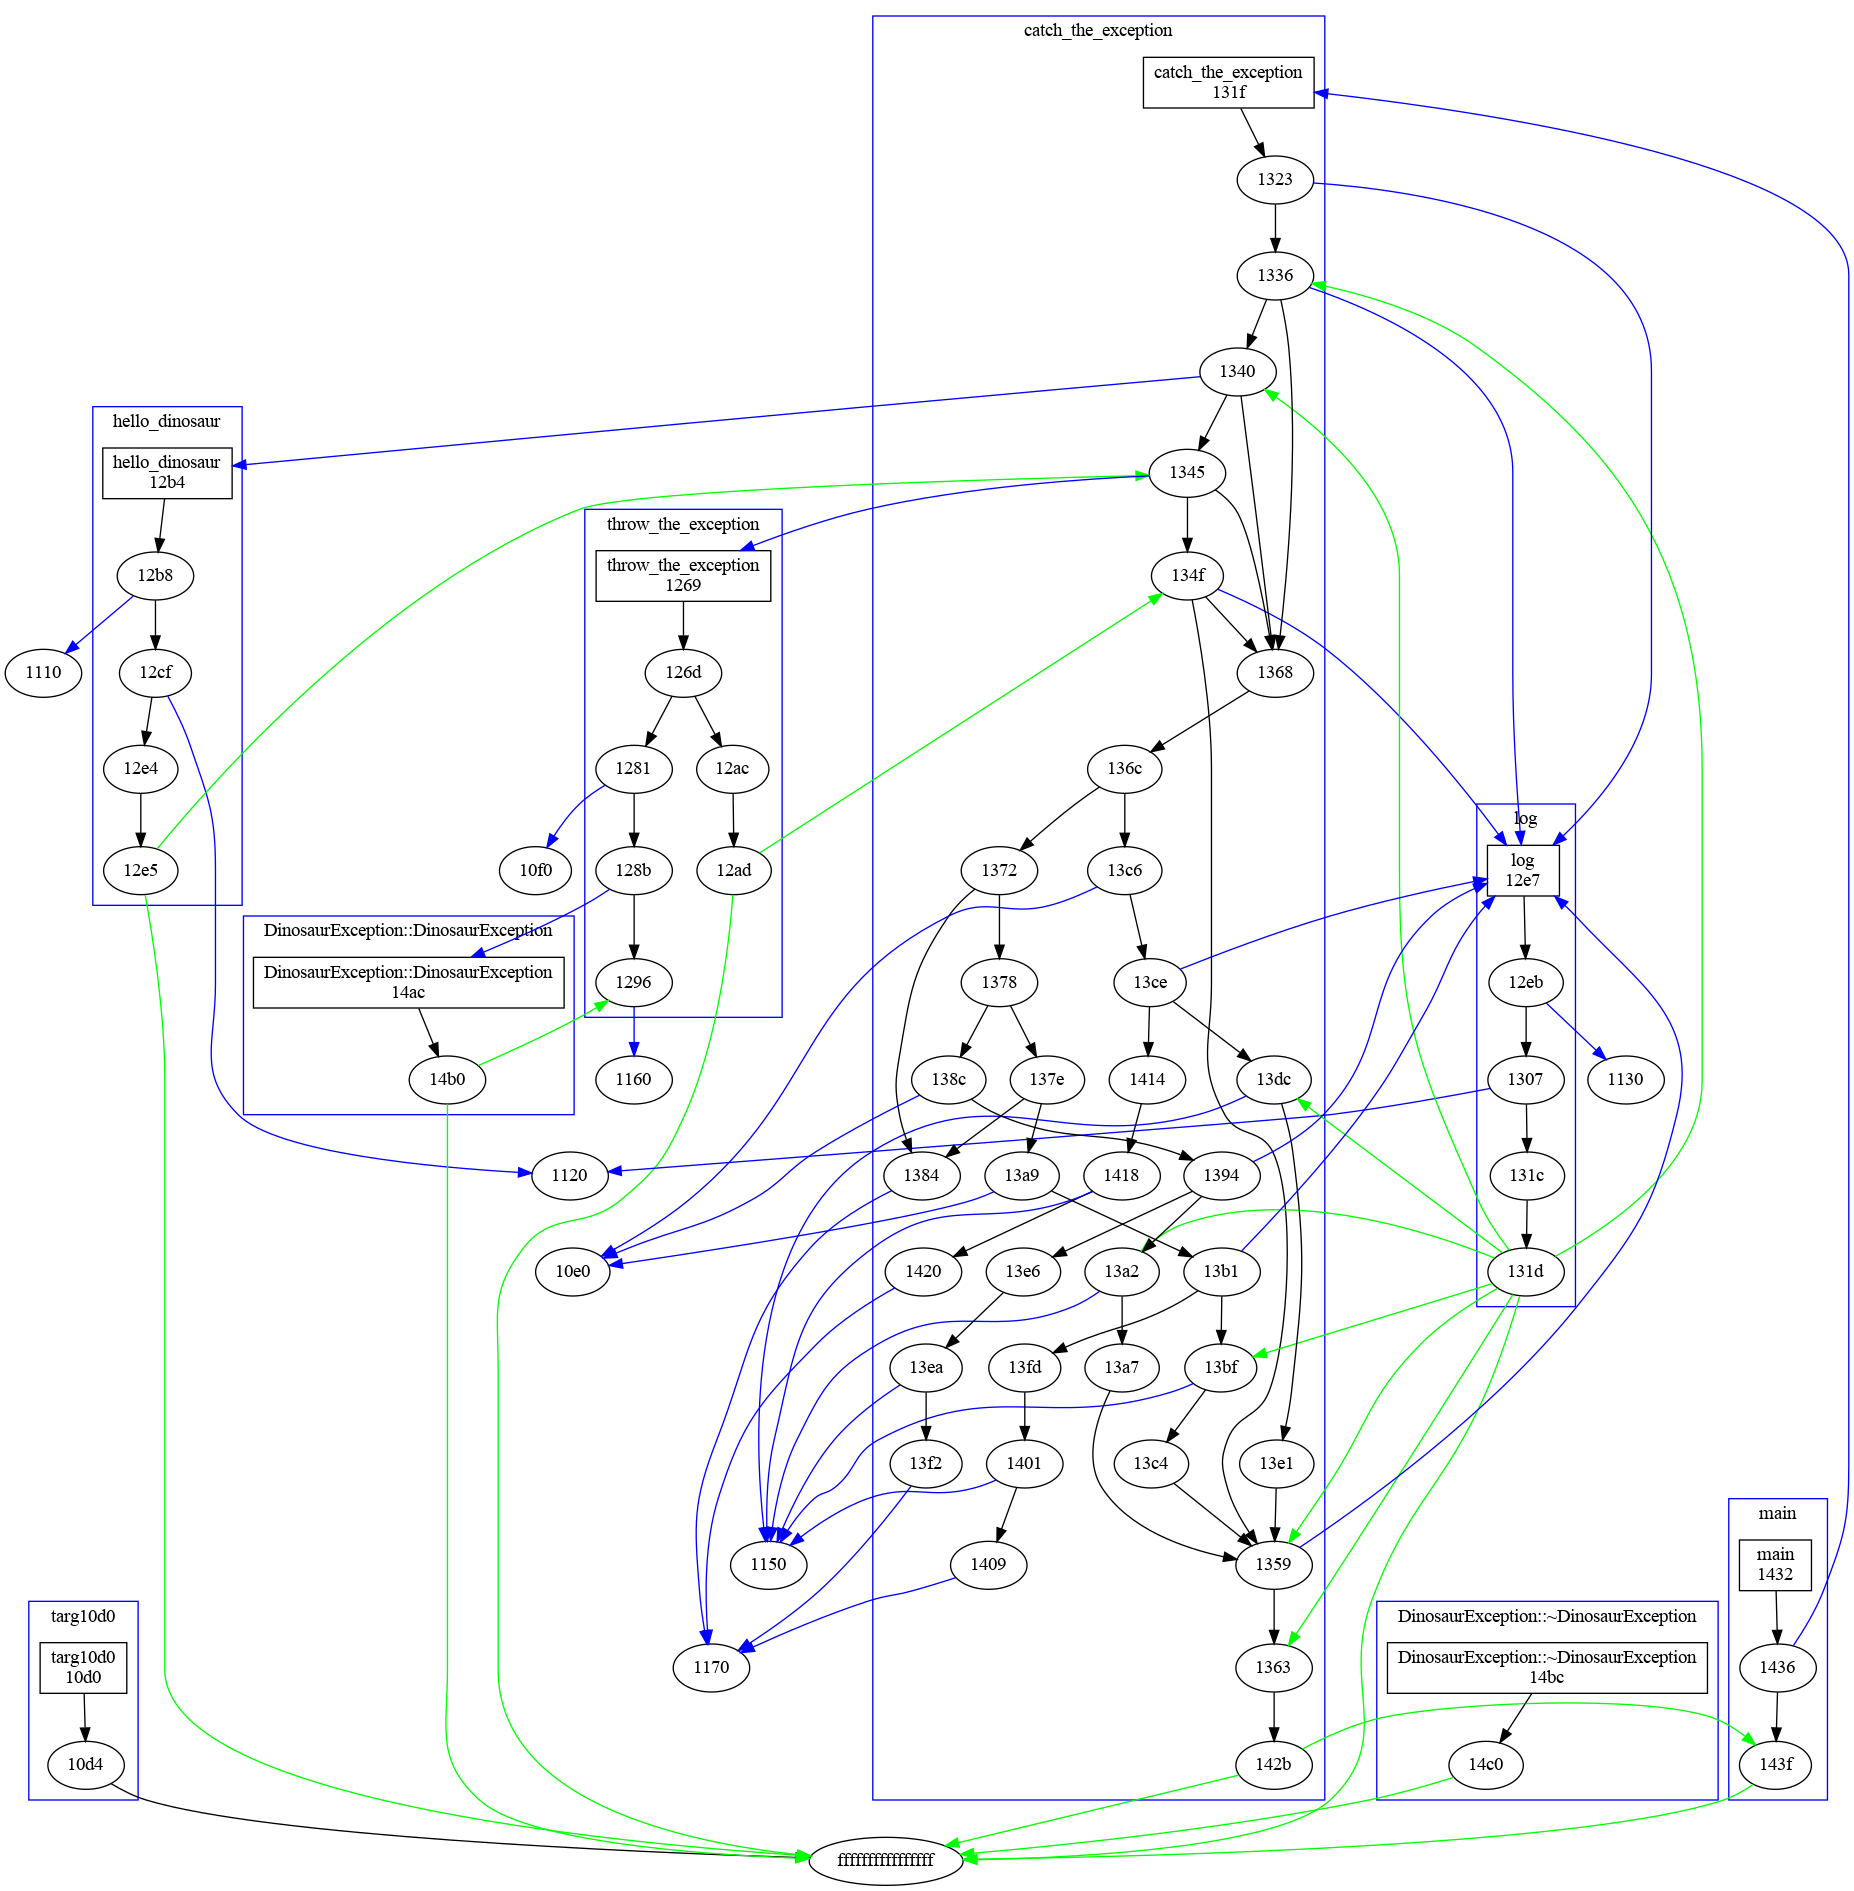 catch_the_exception
catch_the_exception
131f
1323
1336
1340
hello_dinosaur
hello_dinosaur
12b4
1345
throw_the_exception
throw_the_exception
1269
12b8
134f
1110
12cf
126d
1368
12e4
1281
12ac
136c
log
log
12e7
12e5
10f0
128b
12ad
1372
13c6
DinosaurException::DinosaurException
DinosaurException::DinosaurException
14ac
1296
1378
13ce
12eb
14b0
1160
138c
137e
1414
13dc
1307
1130
1120
1384
13a9
1418
1394
131c
10e0
1420
13e6
13a2
13b1
131d
13ea
13fd
13a7
13bf
13f2
1401
13c4
13e1
main
main
1432
1150
1409
1359
targ10d0
targ10d0
10d0
DinosaurException::~DinosaurException
DinosaurException::~DinosaurException
14bc
1170
1363
1436
10d4
142b
14c0
143f
ffffffffffffffff